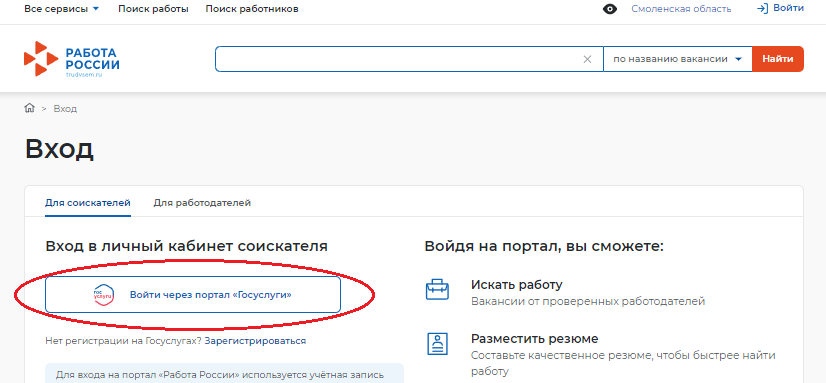 Все сервисы Поиск работы Поиск работников Смоленская область Войти
РАБОТА
РОССИИ
trudvsem.ru
по названию вакансии Найти
> Вход
Вход
Для соискателей Для работодателей
Вход в личный кабинет соискателя
гос
услуги
Войти через портал «Госуслуги»
Нет регистрации на Госуслугах? Зарегистрироваться
Для входа на портал «Работа России» используется учётная запись
Войдя на портал, вы сможете:
Искать работу
Вакансии от проверенных работодателей
Разместить резюме
Составьте качественное резюме, чтобы быстрее найти
работу